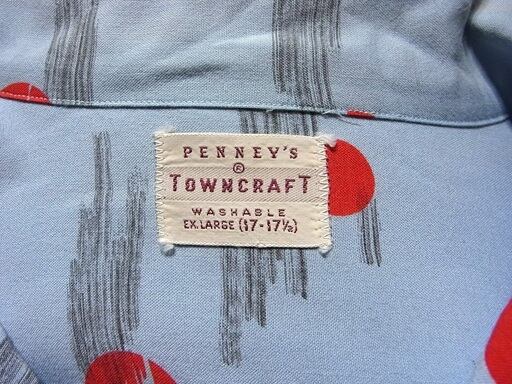 PENNEY'S
®
TOWNCRAFT
WASHABLE
EX.LARGE (17-17½)